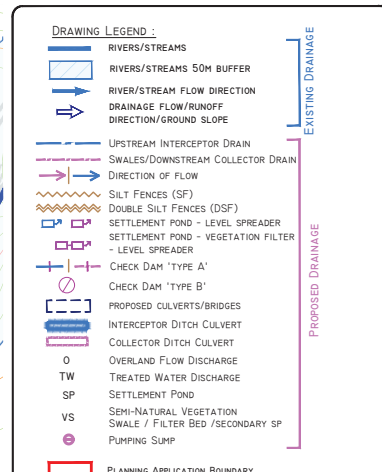 DRAWING LEGEND :
RIVERS/STREAMS
RIVERS/STREAMS 50M BUFFER
RIVER/STREAM FLOW DIRECTION
DRAINAGE FLOW/RUNOFF
DIRECTION/GROUND SLOPE
EXISTING DRAINAGE
UPSTREAM INTERCEPTOR DRAIN
SWALES/DOWNSTREAM COLLECTOR DRAIN
DIRECTION OF FLOW
SILT FENCES (SF)
DOUBLE SILT FENCES (DSF)
SETTLEMENT POND - LEVEL SPREADER
SETTLEMENT POND - VEGETATION FILTER
- LEVEL SPREADER
CHECK DAM 'TYPE A'
CHECK DAM 'TYPE B'
PROPOSED CULVERTS/BRIDGES
INTERCEPTOR DITCH CULVERT
COLLECTOR DITCH CULVERT
O OVERLAND FLOW DISCHARGE
TW TREATED WATER DISCHARGE
SP SETTLEMENT POND
VS SEMI-NATURAL VEGETATION
SWALE / FILTER BED /SECONDARY SP
PUMPING SUMP
PROPOSED DRAINAGE
PLANNING APPLICATION BOUNDARY